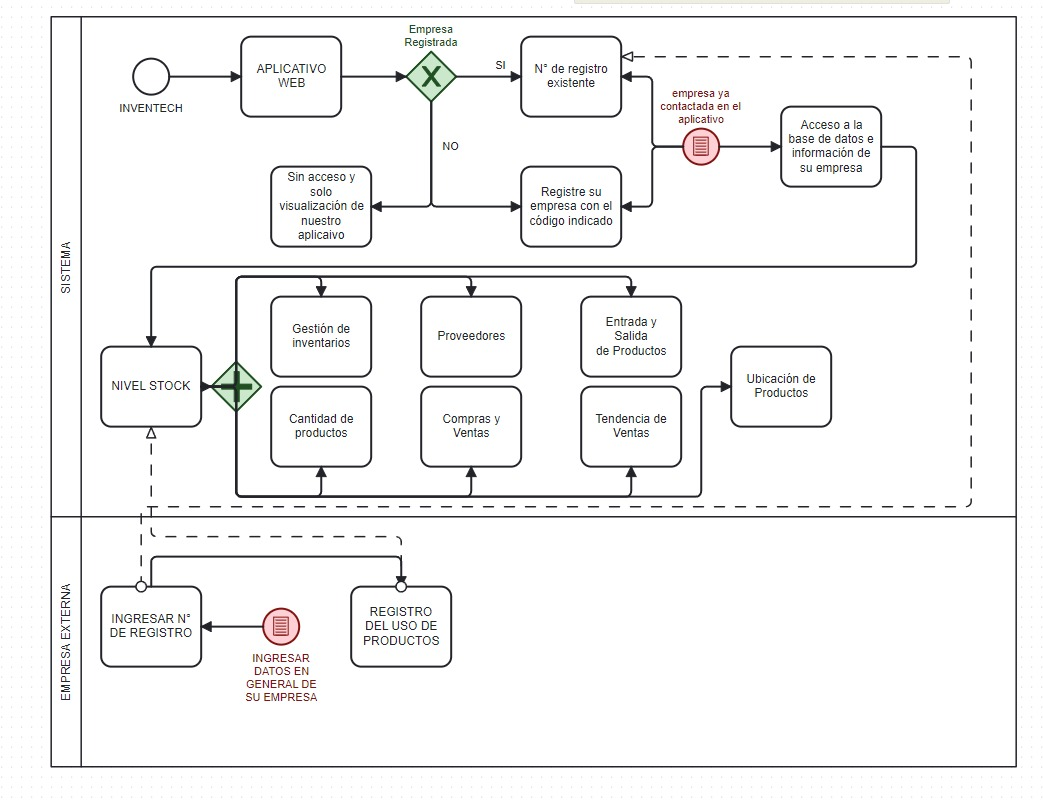 SISTEMA
INVENTECH
APLICATIVO
WEB
Empresa
Registrada
SI
NO
N° de registro
existente
empresa ya
contactada en el
aplicativo
Acceso a la
base de datos e
información de
su empresa
Sin acceso y
solo
visualización de
nuestro
aplicaivo
Registre su
empresa con el
código indicado
NIVEL STOCK
Gestión de
inventarios
Proveedores
Entrada y
Salida
de Productos
Cantidad de
productos
Compras y
Ventas
Tendencia de
Ventas
Ubicación de
Productos
EMPRESA EXTERNA
INGRESAR N°
DE REGISTRO
INGRESAR
DATOS EN
GENERAL DE
SU EMPRESA
REGISTRO
DEL USO DE
PRODUCTOS